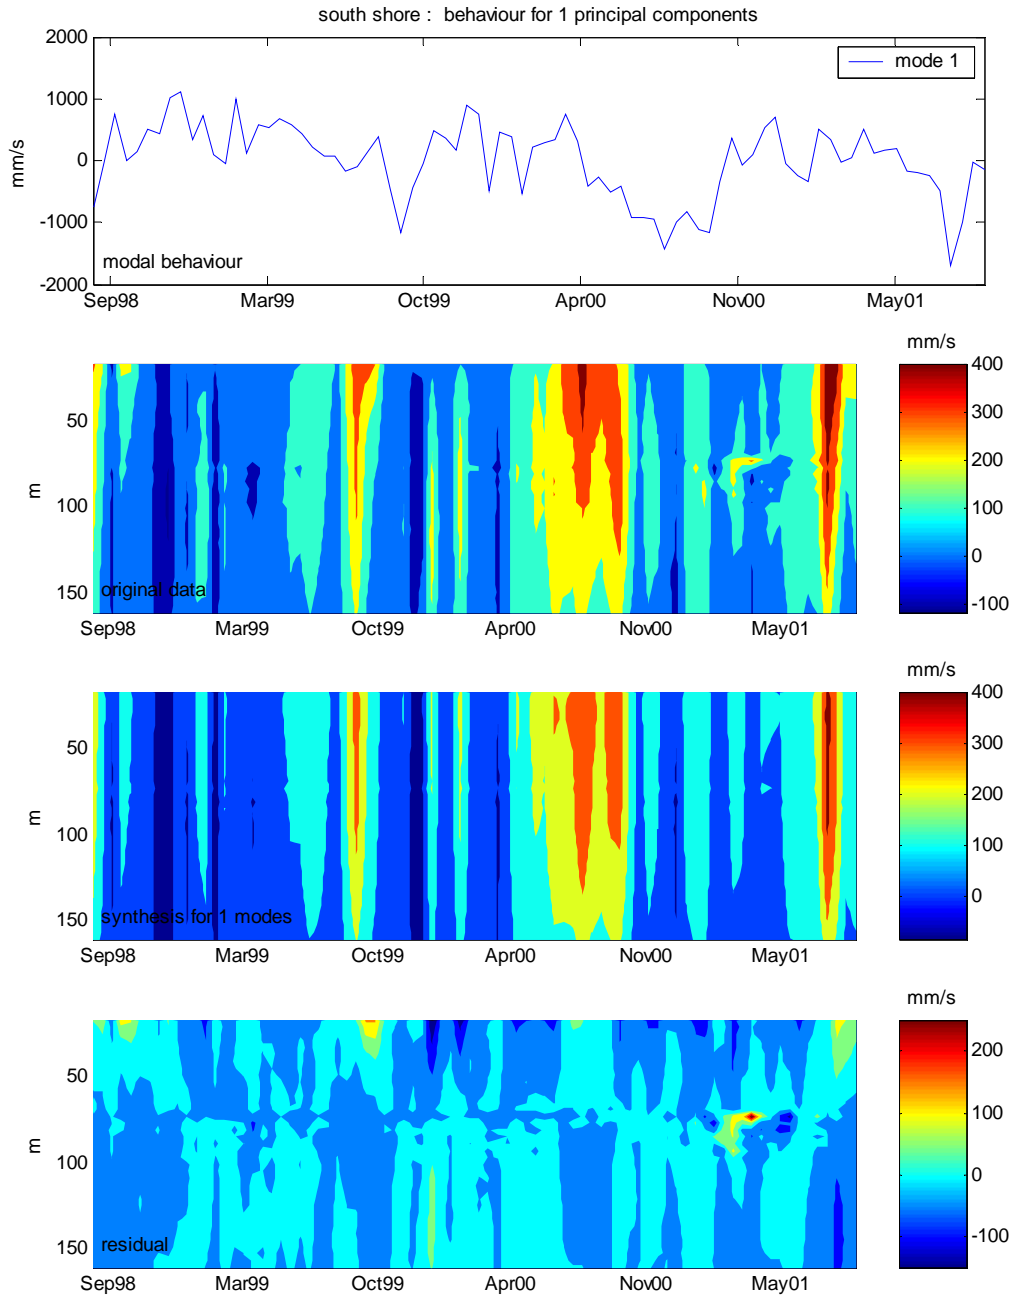 south shore :  behaviour for 1 principal components
2000
mode 1
1000
mm/s
0
-1000
modal behaviour
-2000
Sep98 Mar99 Oct99 Apr00 Nov00 May01
mm/s
400
50
300
200
m
100
100
0
150
original data
-100
Sep98 Mar99 Oct99 Apr00 Nov00 May01
mm/s
400
50
300
200
m
100
100
0
150
synthesis for 1 modes
Sep98 Mar99 Oct99 Apr00 Nov00 May01
mm/s
200
50
100
m
100
0
-100
150
residual
Sep98 Mar99 Oct99 Apr00 Nov00 May01